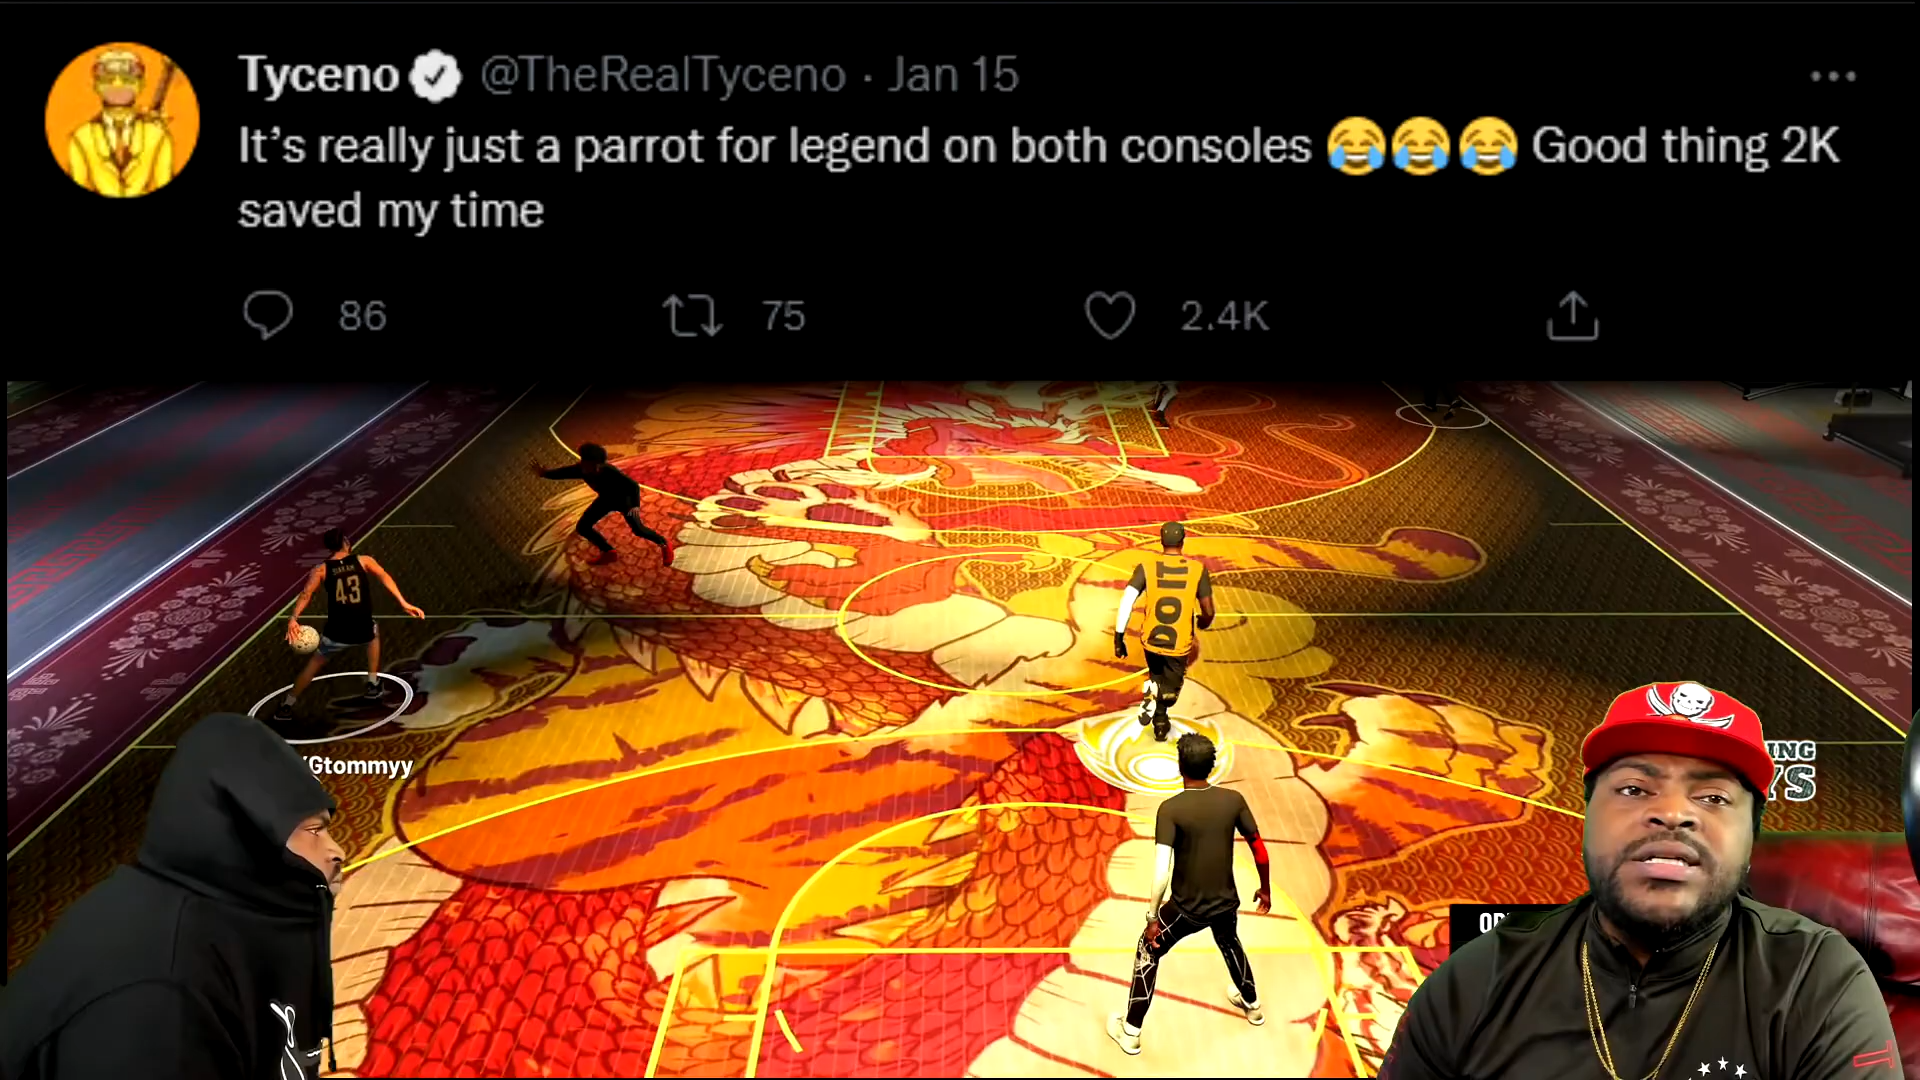 Tyceno @TheRealTyceno · Jan 15
It's really just a parrot for legend on both consoles 😂😂😂 Good thing 2K
saved my time
86 75 2.4K
43
DO IT
Gtommyy